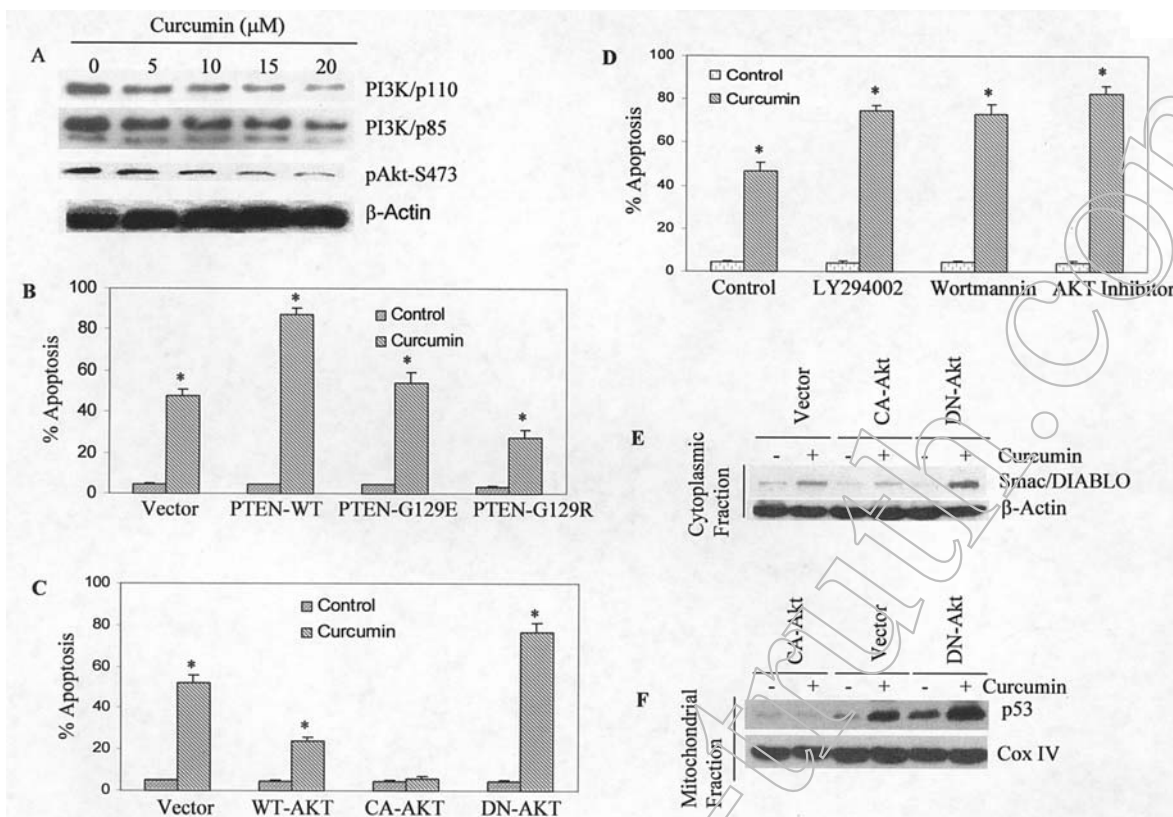 Curcumin (μM)
A
0 5 10 15 20
PI3K/p110
PI3K/p85
pAkt-S473
β-Actin
B
% Apoptosis
100
80
60
40
20
0
Control
Curcumin
* * * *
Vector PTEN-WT PTEN-G129E PTEN-G129R
C
% Apoptosis
100
80
60
40
20
0
Control
Curcumin
* * *
Vector WT-AKT CA-AKT DN-AKT
D
% Apoptosis
100
80
60
40
20
0
Control
Curcumin
* * * *
Control LY294002 Wortmannin AKT Inhibitor
E
Vector CA-Akt DN-Akt
- + - + - + Curcumin
Cytoplasmic
Fraction
Smac/DIABLO
β-Actin
F
CA-Akt Vector DN-Akt
- + - + - + Curcumin
Mitochondrial
Fraction
p53
Cox IV